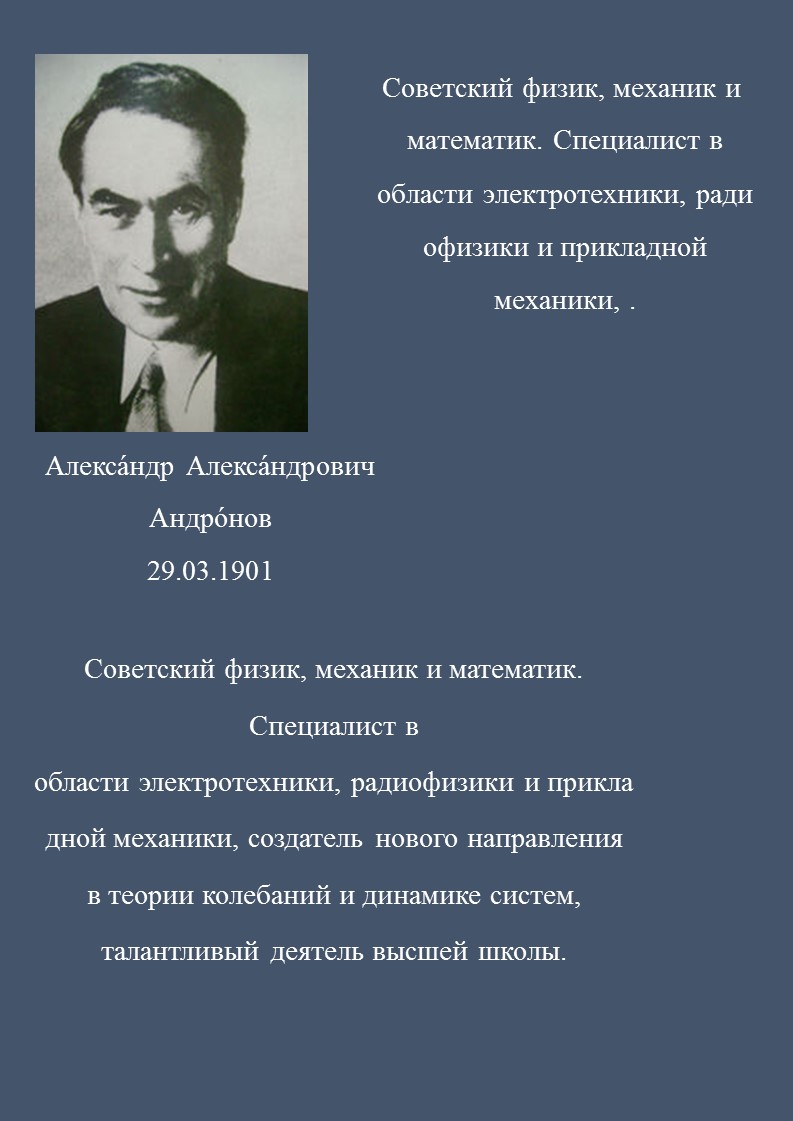 Советский физик, механик и
математик. Специалист в
области электротехники, ради
офизики и прикладной
механики, .
Алекса́ндр Алекса́ндрович
Андро́нов
29.03.1901
Советский физик, механик и математик.
Специалист в
области электротехники, радиофизики и прикла
дной механики, создатель нового направления
в теории колебаний и динамике систем,
талантливый деятель высшей школы.